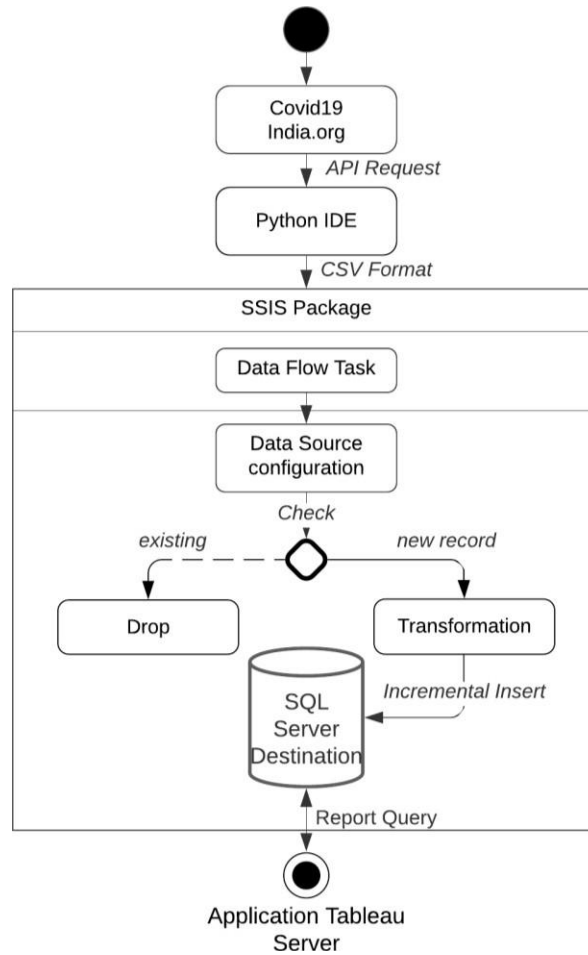 Covid19
India.org
API Request
Python IDE
CSV Format
SSIS Package
Data Flow Task
Data Source
configuration
Check
existing
new record
Drop
Transformation
Incremental Insert
SQL
Server
Destination
Report Query
Application Tableau
Server